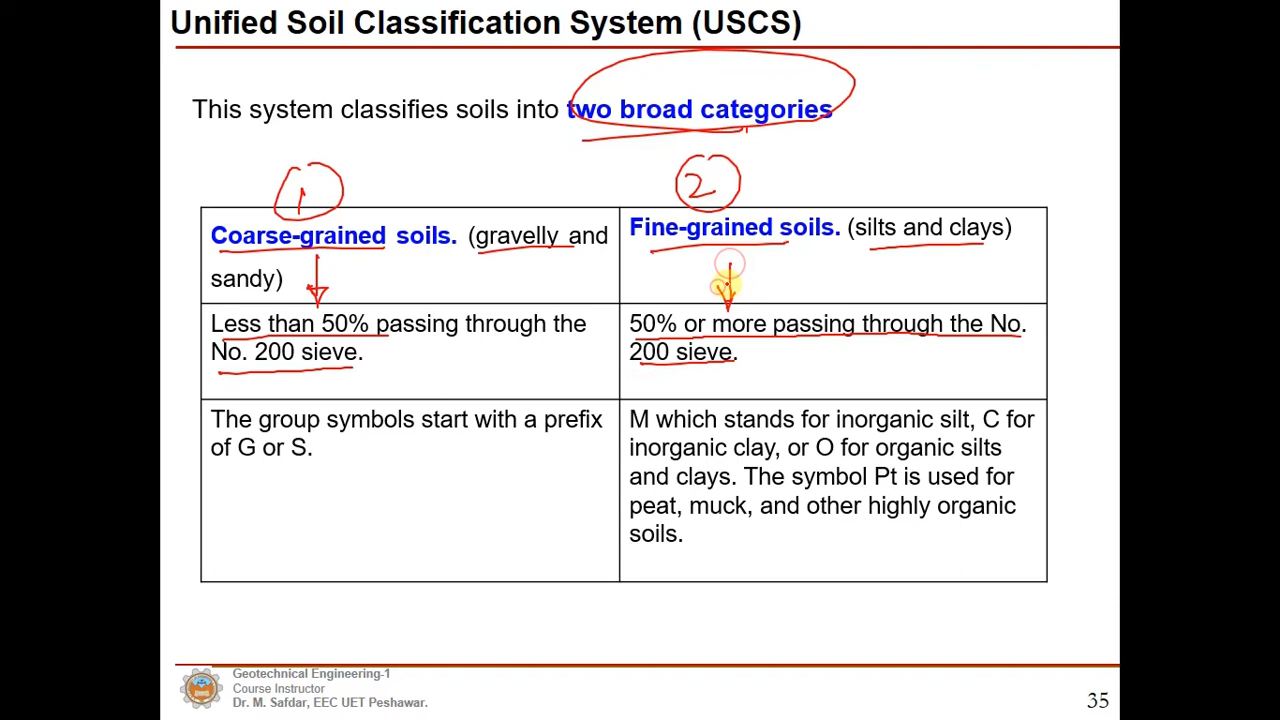 Unified Soil Classification System (USCS)
This system classifies soils into two broad categories
1
2
Coarse-grained soils. (gravelly and
sandy)
Fine-grained soils. (silts and clays)
Less than 50% passing through the
No. 200 sieve.
50% or more passing through the No.
200 sieve.
The group symbols start with a prefix
of G or S.
M which stands for inorganic silt, C for
inorganic clay, or O for organic silts
and clays. The symbol Pt is used for
peat, muck, and other highly organic
soils.
Geotechnical Engineering-1
Course Instructor
Dr. M. Safdar, EEC UET Peshawar.
35